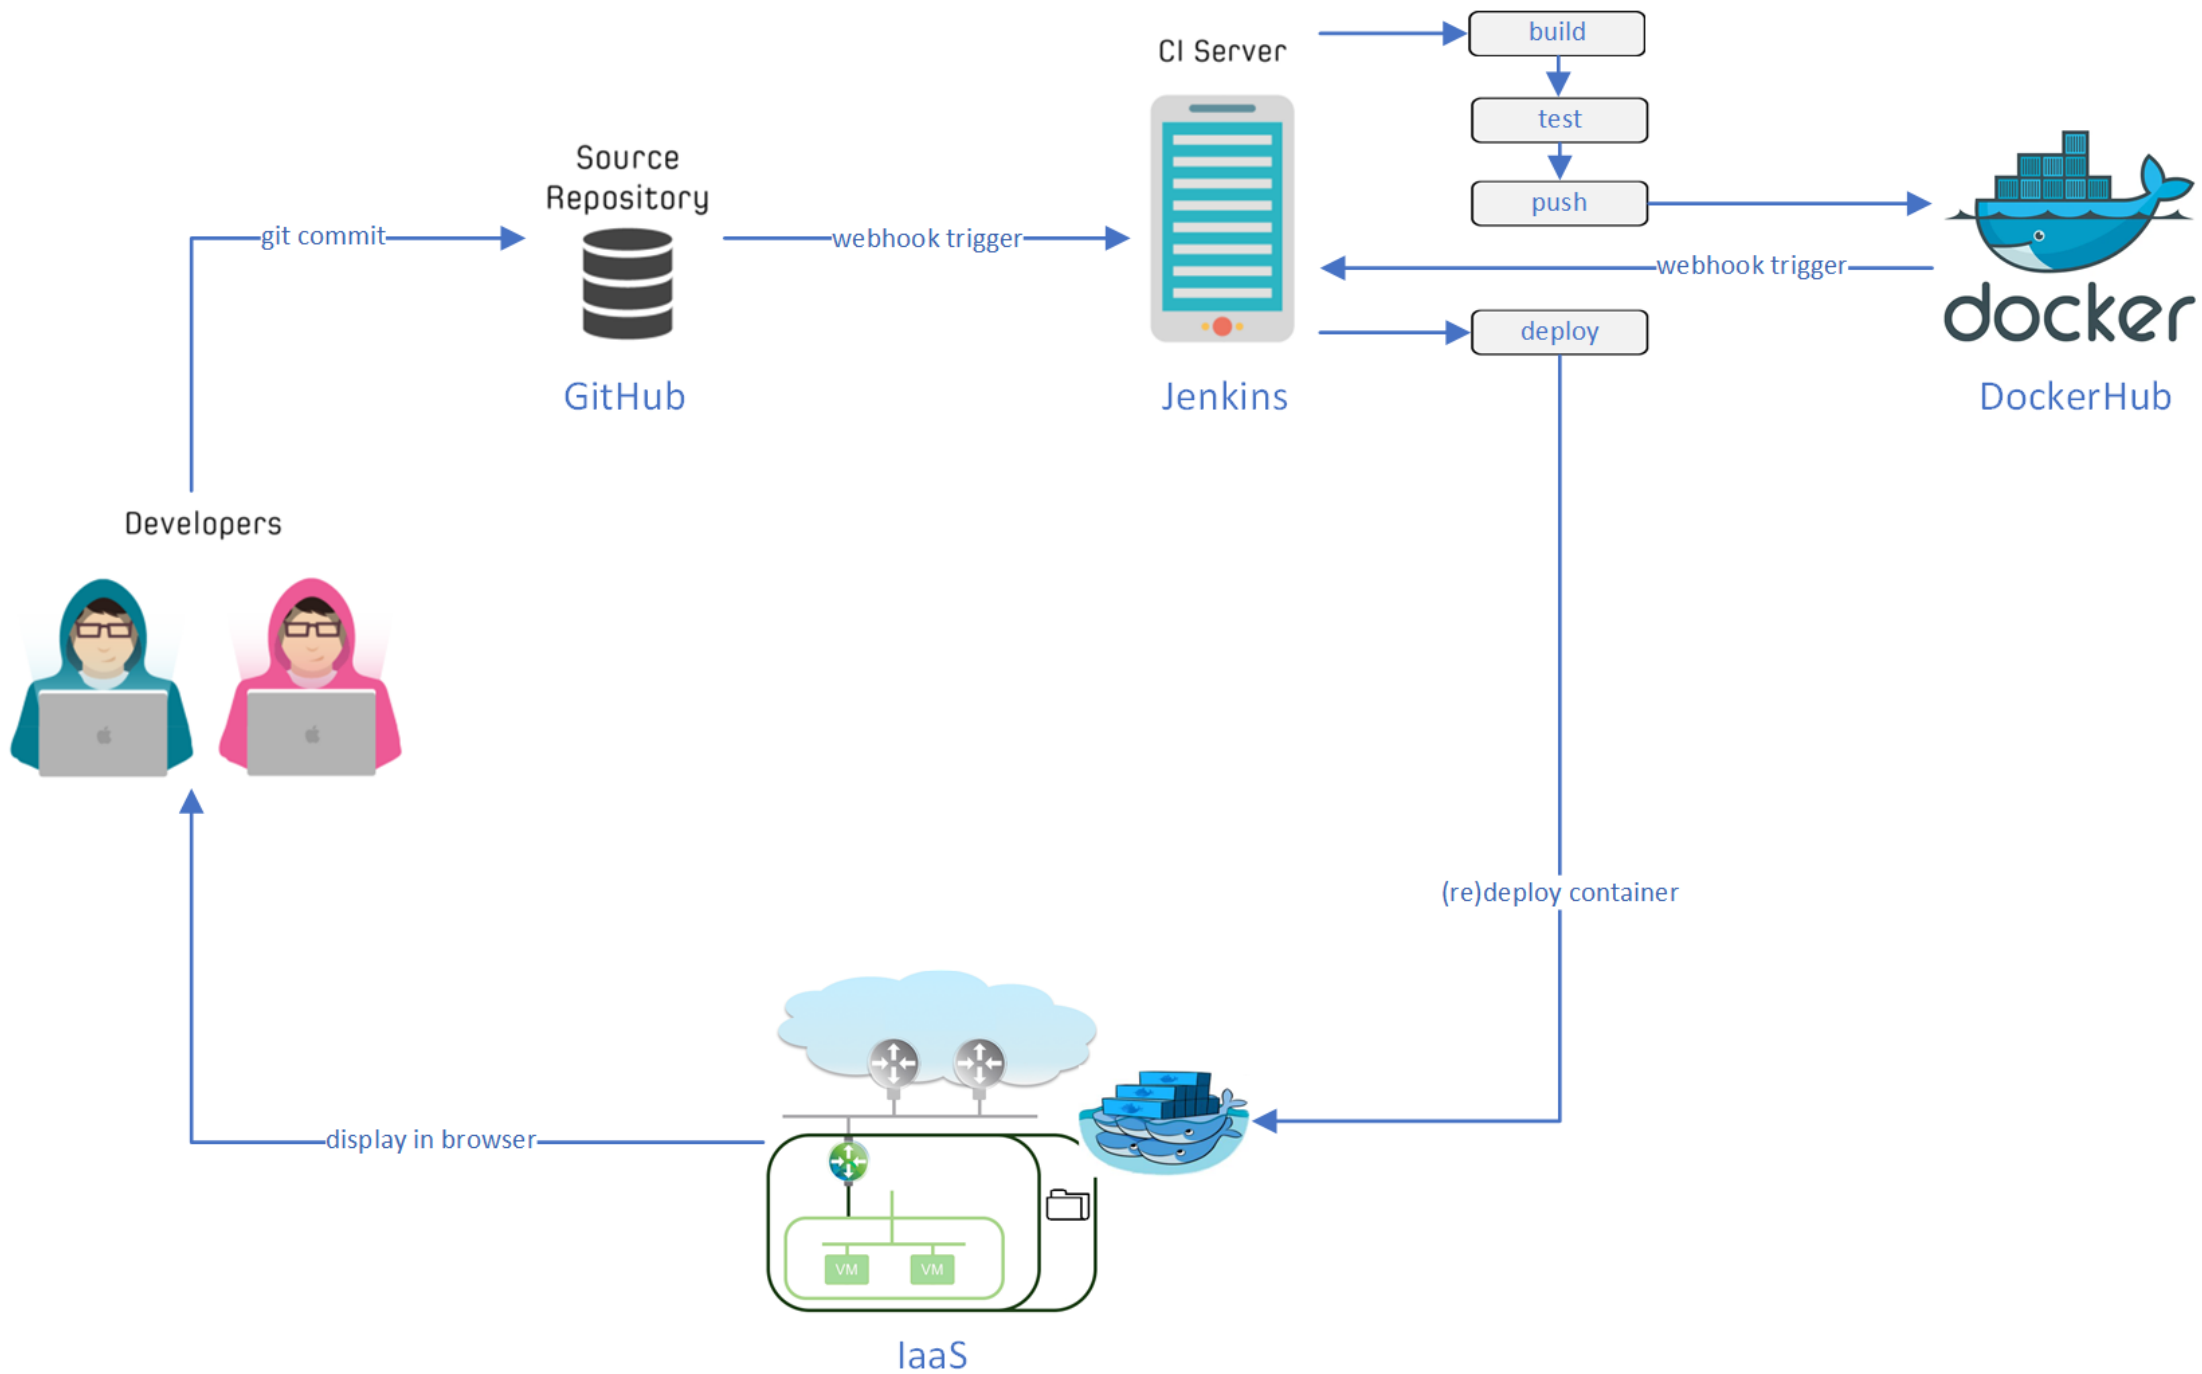 build
CI Server
test
Source
Repository
push
git commit
webhook trigger
webhook trigger
docker
deploy
GitHub
Jenkins
DockerHub
Developers
(re)deploy container
display in browser
VM
VM
IaaS